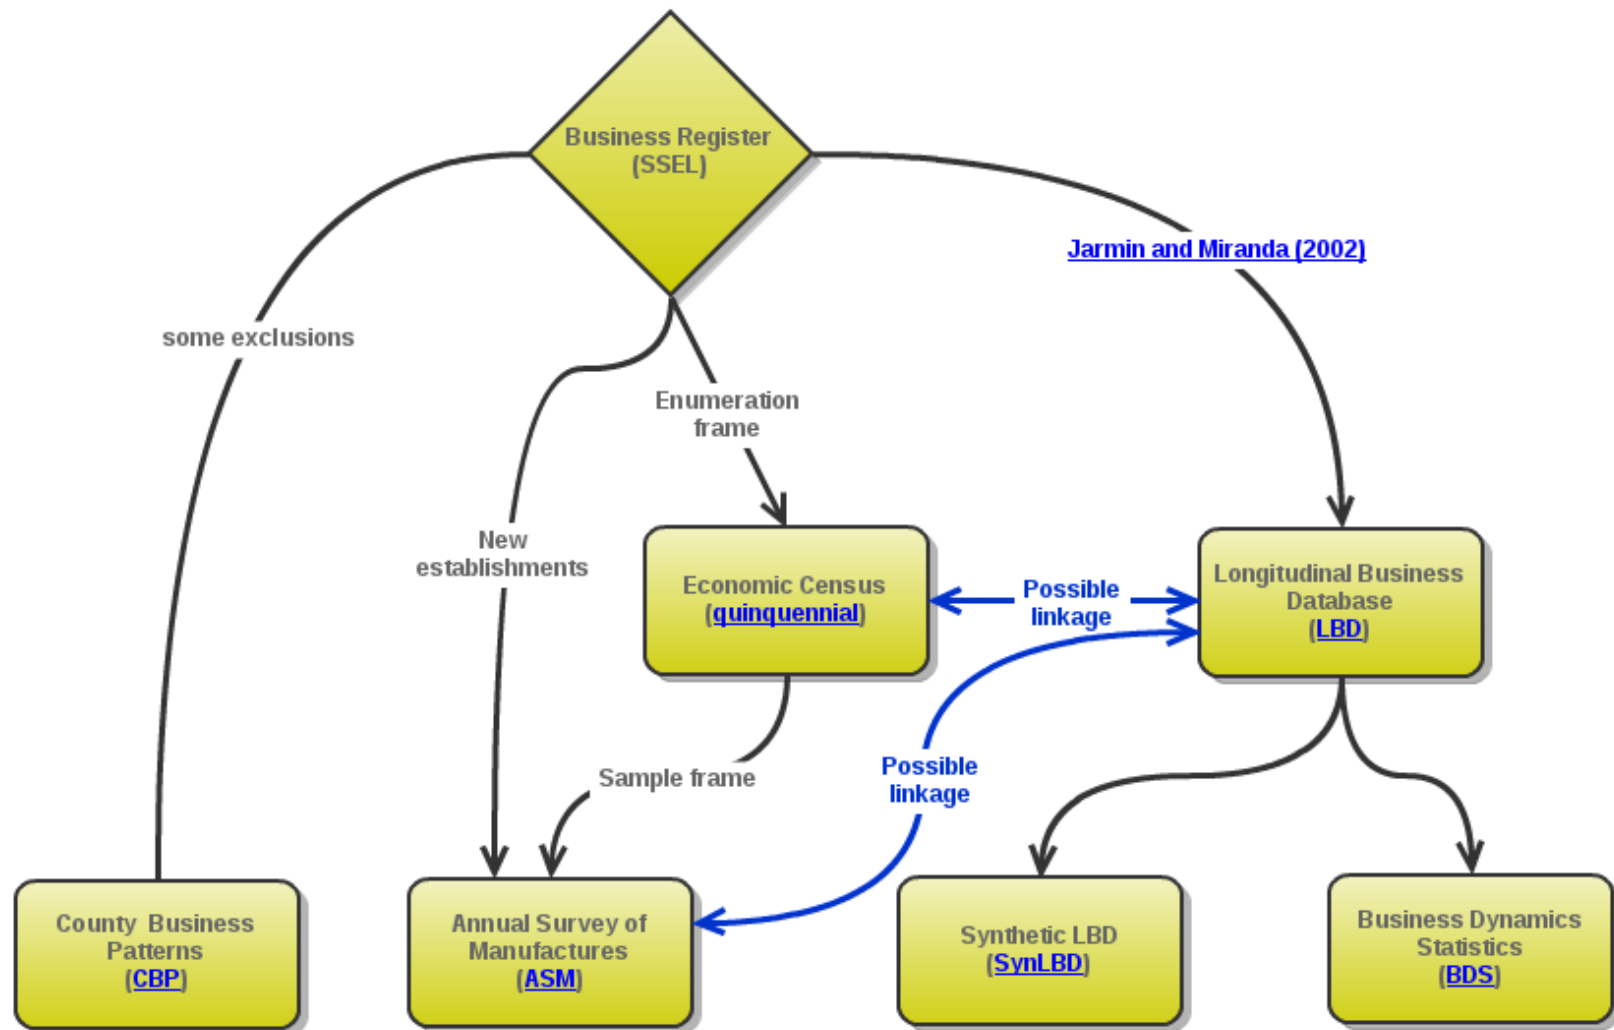 Business Register
(SSEL)
Jarmin and Miranda (2002)
some exclusions
Enumeration
frame
New
establishments
Economic Census
(quinquennial)
Possible
linkage
Longitudinal Business
Database
(LBD)
Sample frame
Possible
linkage
County Business
Patterns
(CBP)
Annual Survey of
Manufactures
(ASM)
Synthetic LBD
(SynLBD)
Business Dynamics
Statistics
(BDS)